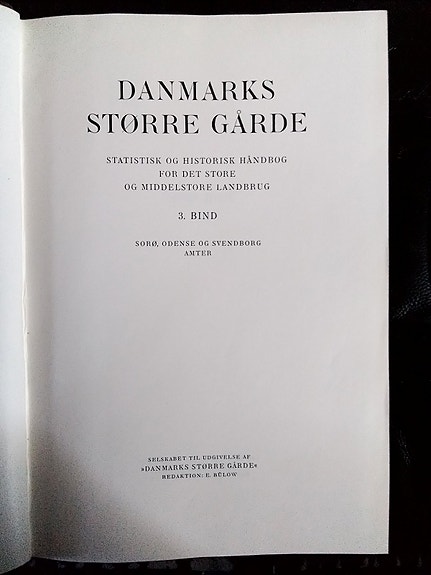 DANMARKS
STØRRE GÅRDE
STATISTISK OG HISTORISK HÅNDBOG
FOR DET STORE
OG MIDDELSTORE LANDBRUG
3. BIND
SORØ, ODENSE OG SVENDBORG
AMTER
SELSKABET TIL UDGIVELSE AF
»DANMARKS STØRRE GÅRDE«
REDAKTION: E. BÜLOW